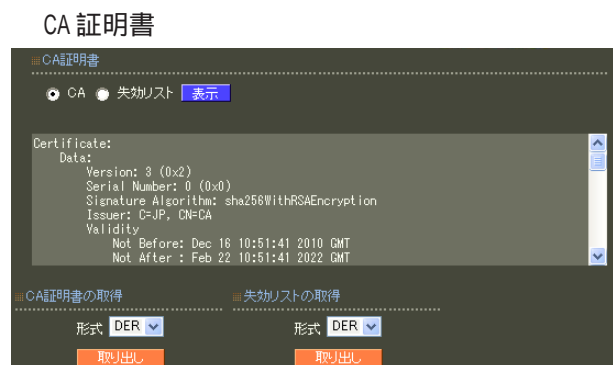 CA 証明書
CA証明書
CA 失効リスト 表示
Certificate:
Data:
Version: 3 (0x2)
Serial Number: 0 (0x0)
Signature Algorithm: sha256WithRSAEncryption
Issuer: C=JP, CN=CA
Validity
Not Before: Dec 16 10:51:41 2010 GMT
Not After : Feb 22 10:51:41 2022 GMT
CA証明書の取得 失効リストの取得
形式 DER 形式 DER
取り出し 取り出し